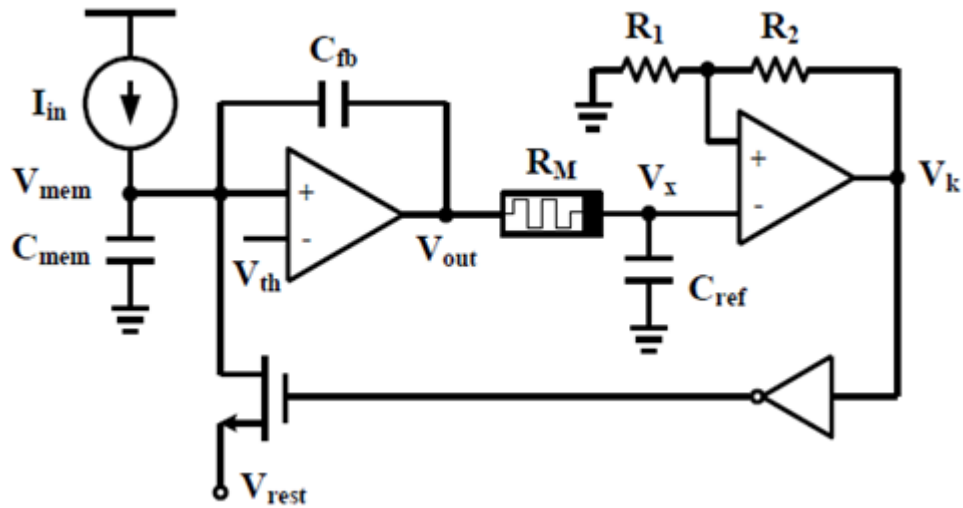 R1
R2
Cfb
Iin
RM
+
Vmem
Vx
Vk
+
-
-
Cmem
Vth
Vout
Cref
Vrest